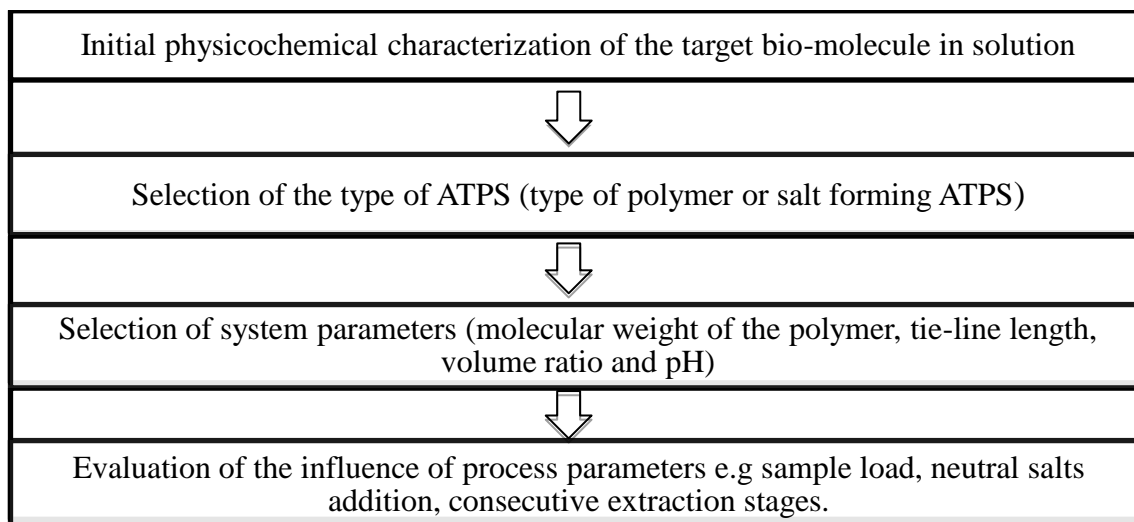 Initial physicochemical characterization of the target bio-molecule in solution
Selection of the type of ATPS (type of polymer or salt forming ATPS)
Selection of system parameters (molecular weight of the polymer, tie-line length,
volume ratio and pH)
Evaluation of the influence of process parameters e.g sample load, neutral salts
addition, consecutive extraction stages.